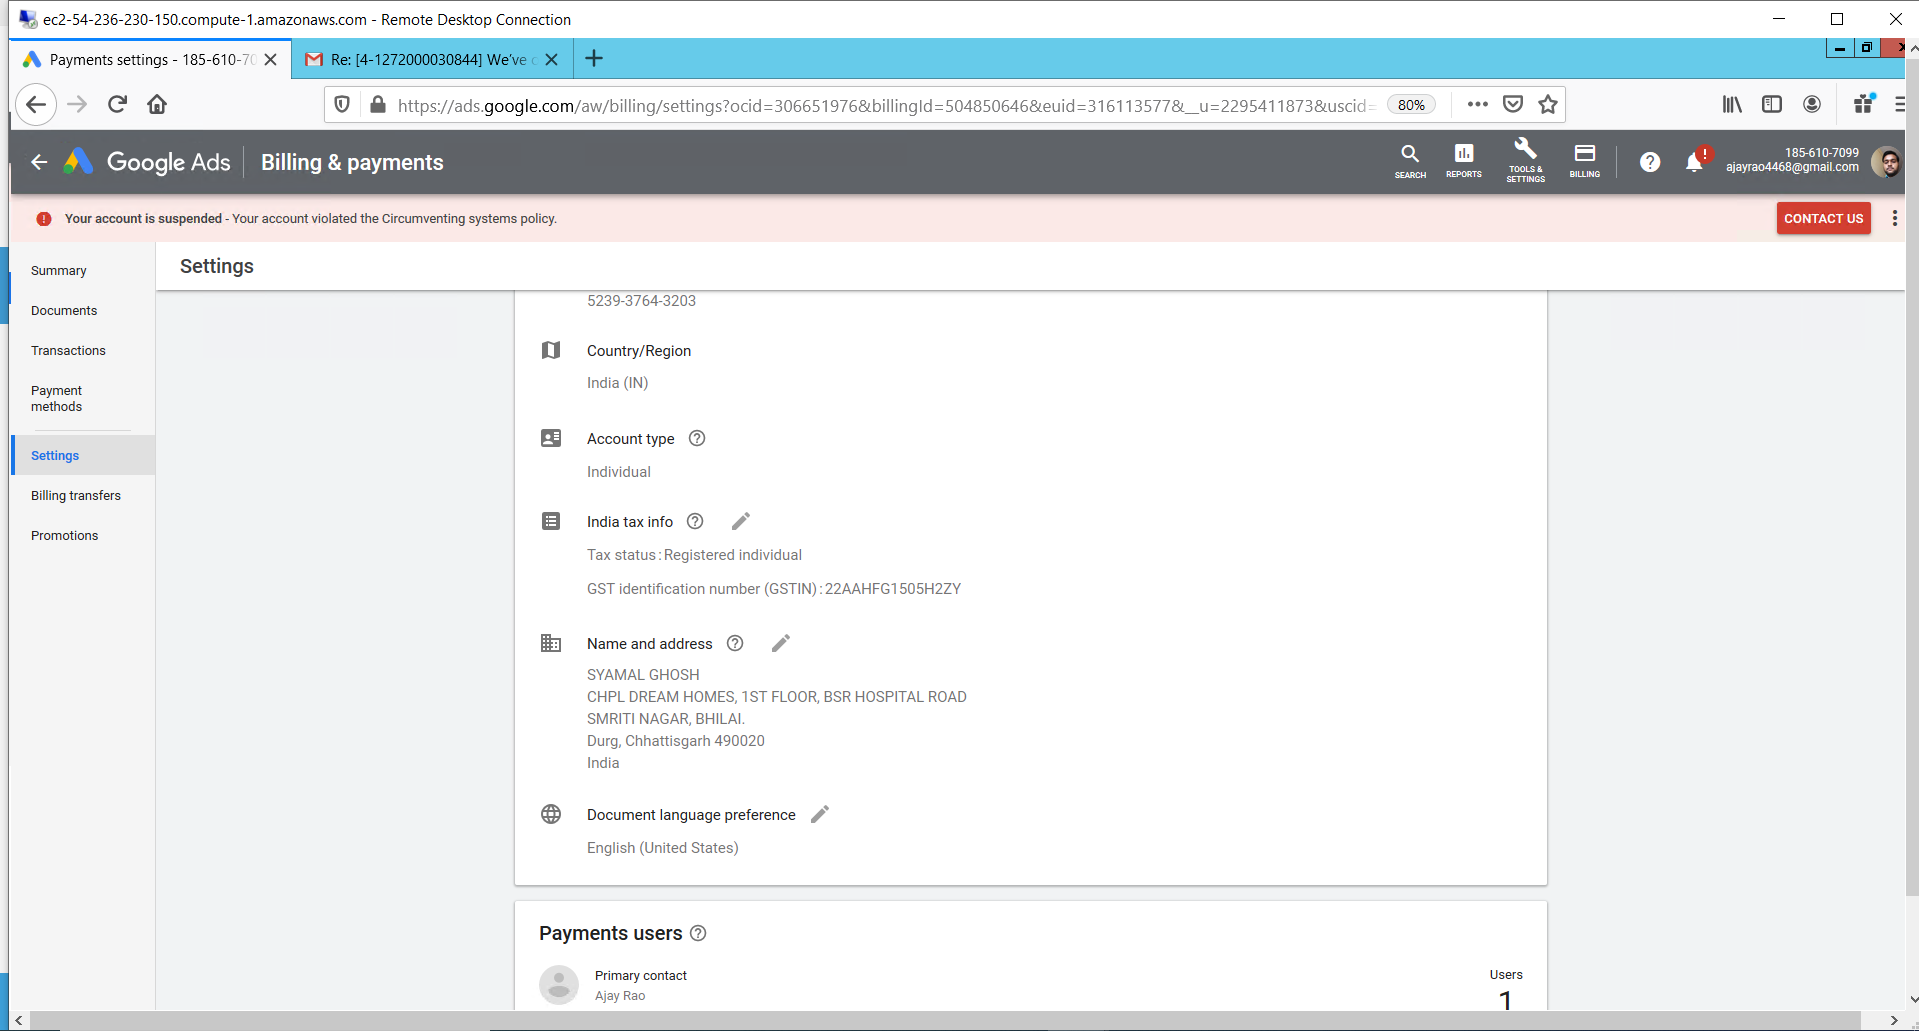 ec2-54-236-230-150.compute-1.amazonaws.com - Remote Desktop Connection
Payments settings - 185-610-70
Re: [4-1272000030844] We've c
https://ads.google.com/aw/billing/settings?ocid=306651976&billingId=504850646&euid=316113577&__u=2295411873&uscid=
80%
Google Ads
Billing & payments
SEARCH
REPORTS
TOOLS &
SETTINGS
BILLING
185-610-7099
ajayrao4468@gmail.com
Your account is suspended - Your account violated the Circumventing systems policy.
CONTACT US
Summary
Documents
Transactions
Payment
methods
Settings
Billing transfers
Promotions
Settings
5239-3764-3203
Country/Region
India (IN)
Account type
Individual
India tax info
Tax status: Registered individual
GST identification number (GSTIN): 22AAHFG1505H2ZY
Name and address
SYAMAL GHOSH
CHPL DREAM HOMES, 1ST FLOOR, BSR HOSPITAL ROAD
SMRITI NAGAR, BHILAI.
Durg, Chhattisgarh 490020
India
Document language preference
English (United States)
Payments users
Primary contact
Ajay Rao
Users
1